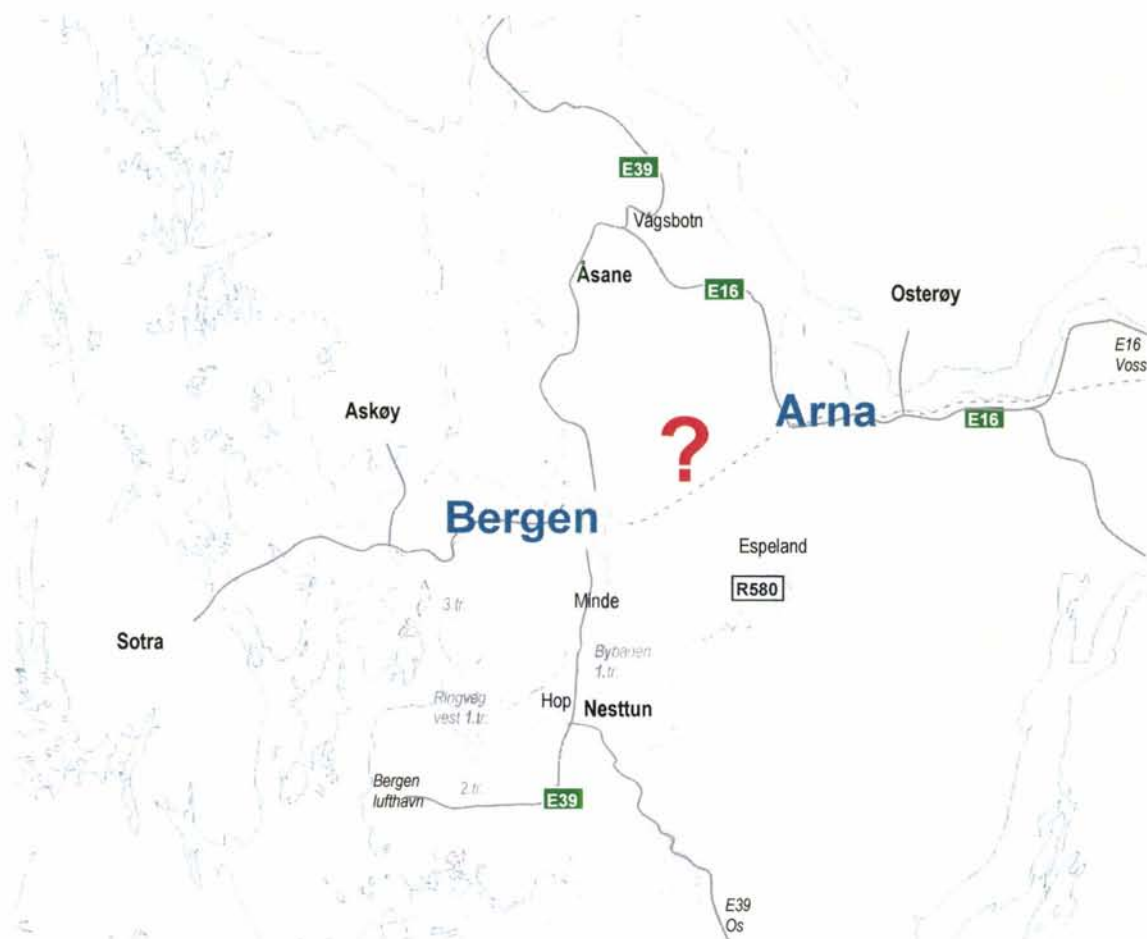 E39
Vågsbotn
Åsane
E16
Osterøy
E16
Voss
Askøy
Arna
E16
?
Bergen
Espeland
R580
Minde
3.tr.
Sotra
Bybanen
1.tr.
Ringveg
vest 1.tr.
Hop
Nesttun
Bergen
lufthavn
2.tr.
E39
E39
Os